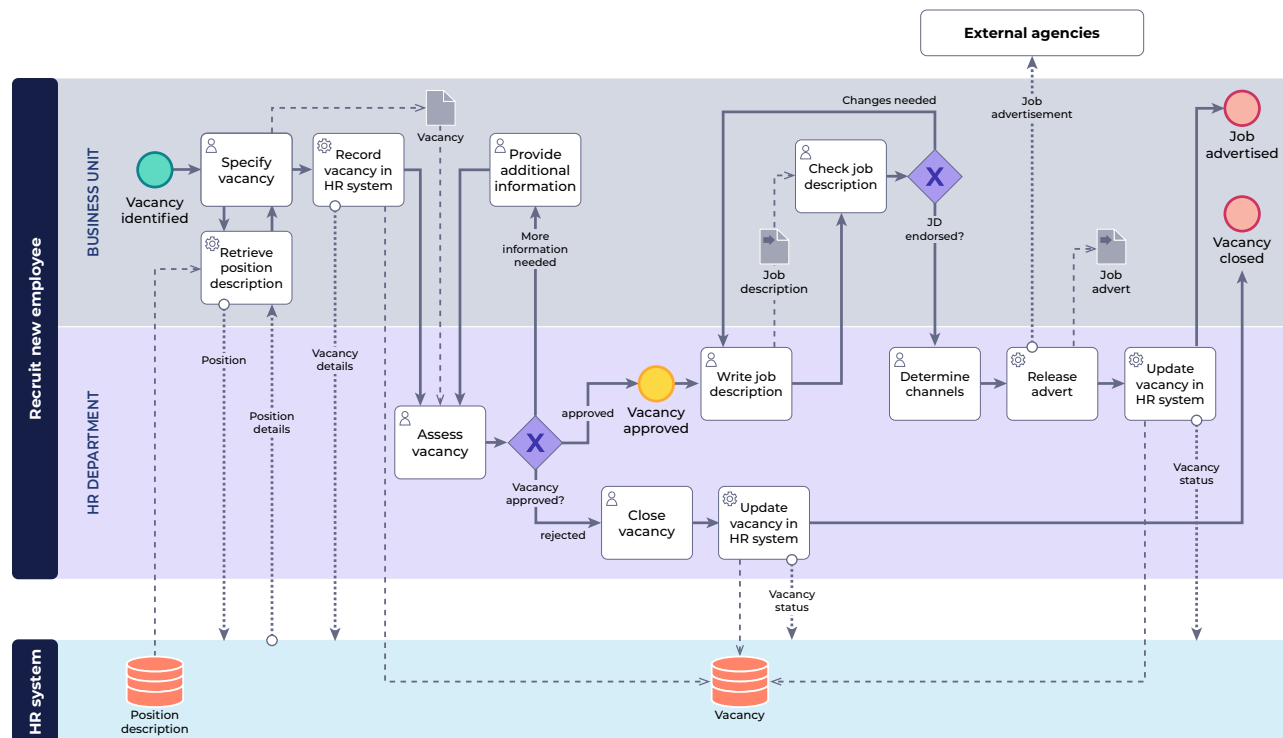 External agencies
Recruit new employee
BUSINESS UNIT
Vacancy
identified
Specify
vacancy
Record
vacancy in
HR system
Vacancy
Provide
additional
information
Retrieve
position
description
More
information
needed
Changes needed
Check job
description
X
JD
endorsed?
Job
description
Job
advertisement
Job
advert
Job
advertised
Vacancy
closed
HR DEPARTMENT
Position
Position
details
Vacancy
details
Assess
vacancy
X
Vacancy
approved?
approved
Vacancy
approved
Write job
description
Determine
channels
Release
advert
Update
vacancy in
HR system
Vacancy
status
rejected
Close
vacancy
Update
vacancy in
HR system
Vacancy
status
HR system
Position
description
Vacancy